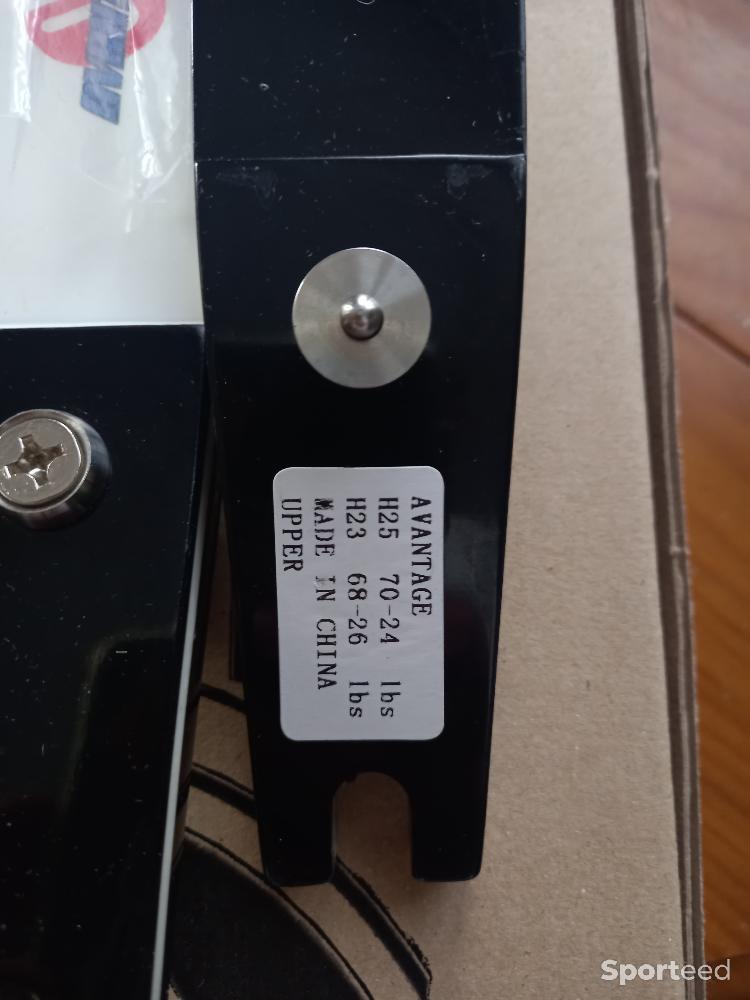 AVANTAGE
H25 70-24 lbs
H23 68-26 lbs
MADE IN CHINA
UPPER
Sporteed